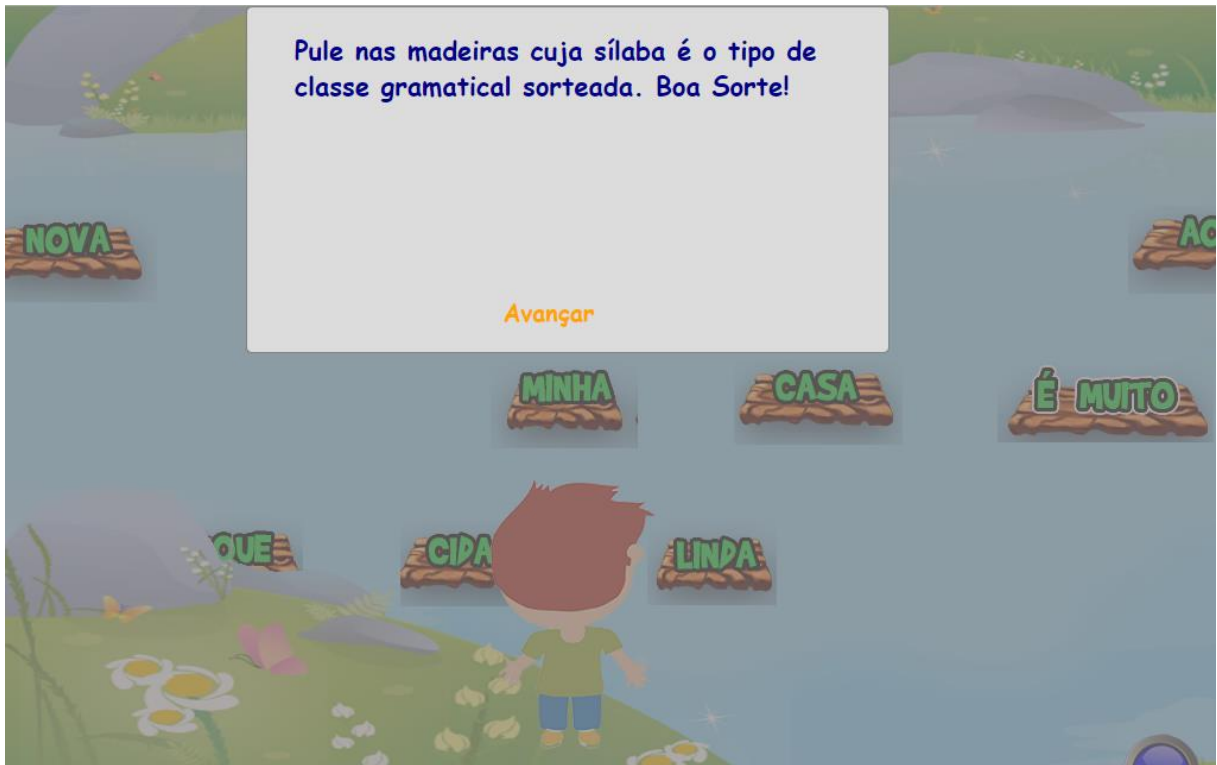 Pule nas madeiras cuja sílaba é o tipo de
classe gramatical sorteada. Boa Sorte!
NOVA
Avançar
MINHA
CASA
É MUITO
QUE
LINDA